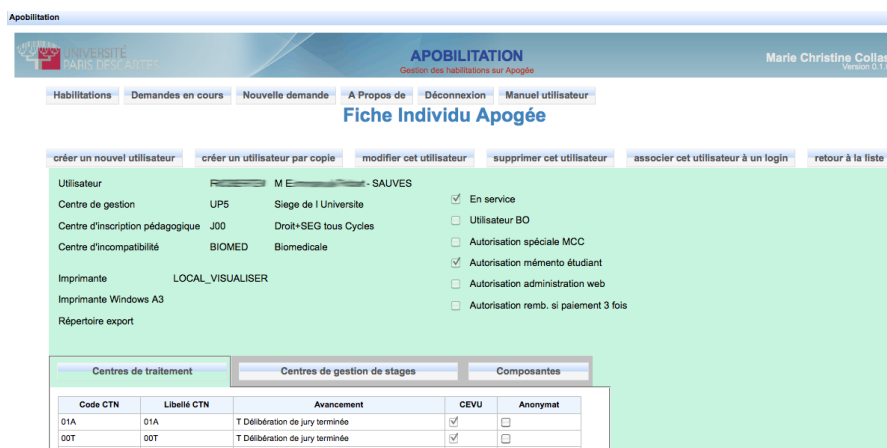 Apobilitation
UNIVERSITÉ
PARIS DESCARTES
APOBILITATION
Gestion des habilitations sur Apogée
Marie Christine Collas
Version 0.1.
Habilitations Demandes en cours Nouvelle demande A Propos de Déconnexion Manuel utilisateur
Fiche Individu Apogée
créer un nouvel utilisateur créer un utilisateur par copie modifier cet utilisateur supprimer cet utilisateur associer cet utilisateur à un login retour à la liste
Utilisateur M - SAUVES
Centre de gestion UP5 Siege de l Universite
Centre d'inscription pédagogique J00 Droit+SEG tous Cycles
Centre d'incompatibilité BIOMED Biomedicale
Imprimante LOCAL_VISUALISER
Imprimante Windows A3
Répertoire export
En service
Utilisateur BO
Autorisation spéciale MCC
Autorisation mémento étudiant
Autorisation administration web
Autorisation remb. si paiement 3 fois
Centres de traitement Centres de gestion de stages Composantes
Code CTN Libellé CTN Avancement CEVU Anonymat
01A 01A T Délibération de jury terminée
00T 00T T Délibération de jury terminée